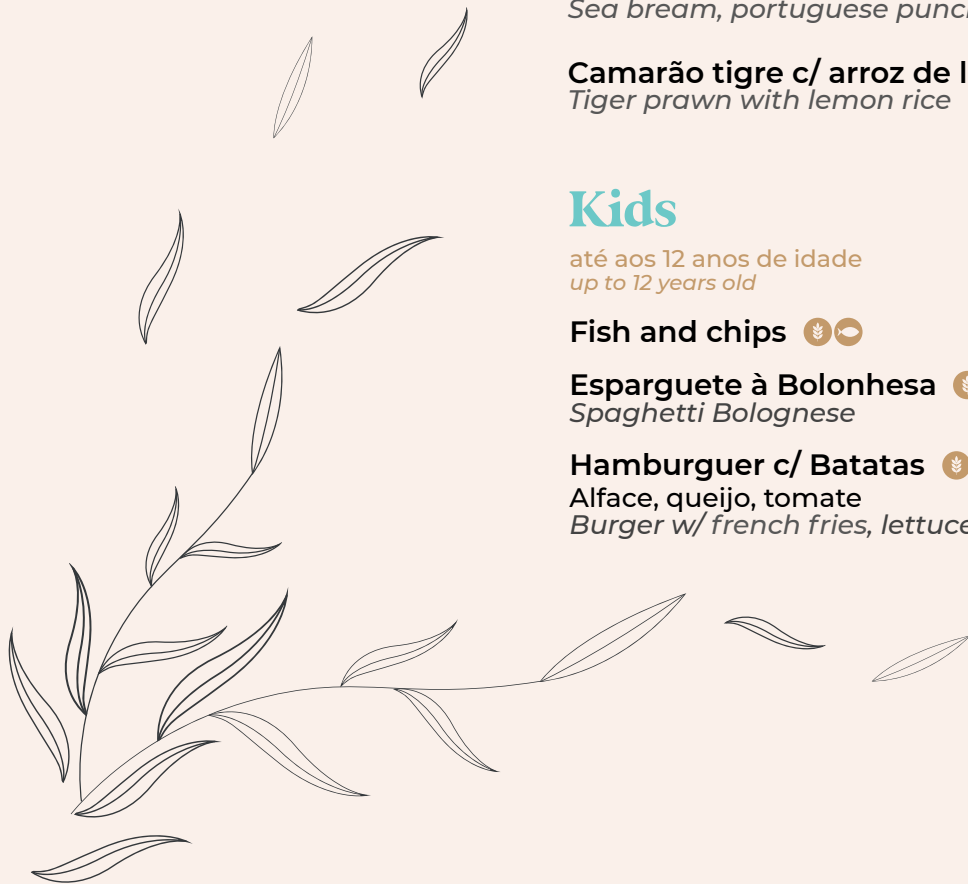 Sea bream, portuguese
Camarão tigre c/ arroz de
Tiger prawn with lemon rice
Kids
até aos 12 anos de idade
up to 12 years old
Fish and chips
Esparguete à Bolonhesa
Spaghetti Bolognese
Hamburguer c/ Batatas
Alface, queijo, tomate
Burger w/ french fries, lettuce